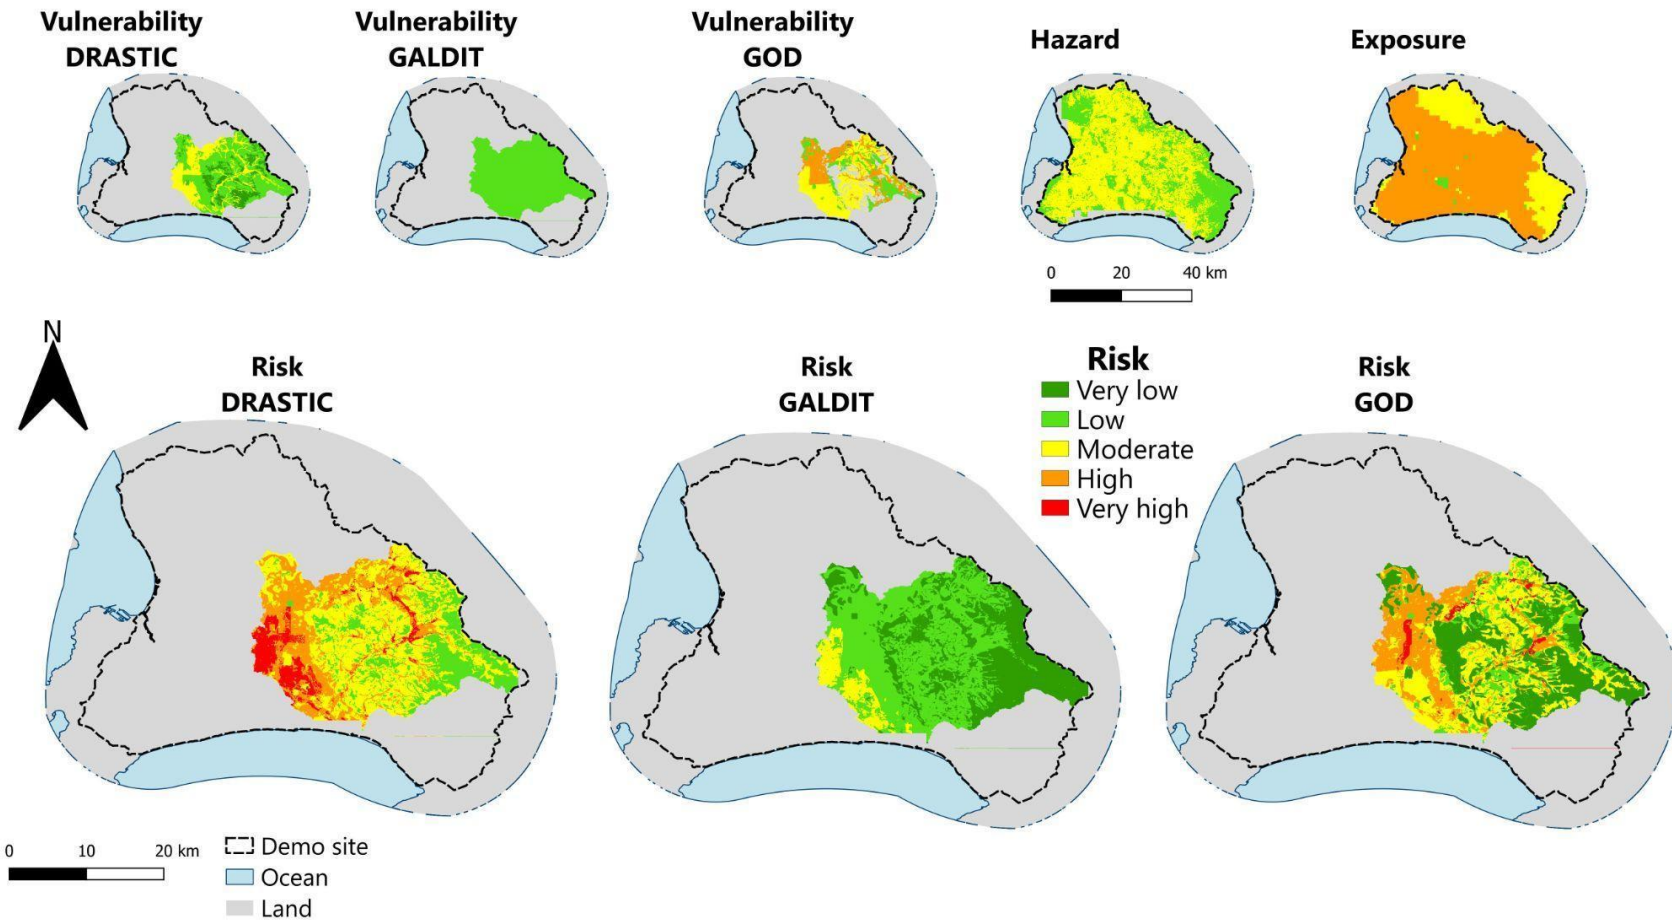 Vulnerability
DRASTIC
Vulnerability
GALDIT
Vulnerability
GOD
Hazard
Exposure
0 20 40 km
N
Risk
DRASTIC
Risk
GALDIT
Risk
Very low
Low
Moderate
High
Very high
Risk
GOD
0 10 20 km
Demo site
Ocean
Land